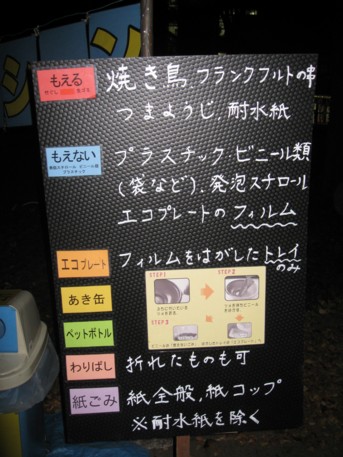 もえる
焼き鳥、フランクフルトの串
つまようじ、耐水紙
もえない
プラスチック ビニール類
(袋など)、発泡スチロール
エコプレートの フィルム
エコプレート
フィルムをはがしたトレイ
のみ
STEP1
STEP2
STEP3
あき缶
ペットボトル
わりばし
折れたものも可
紙ごみ
紙全般、紙コップ
※耐水紙を除く